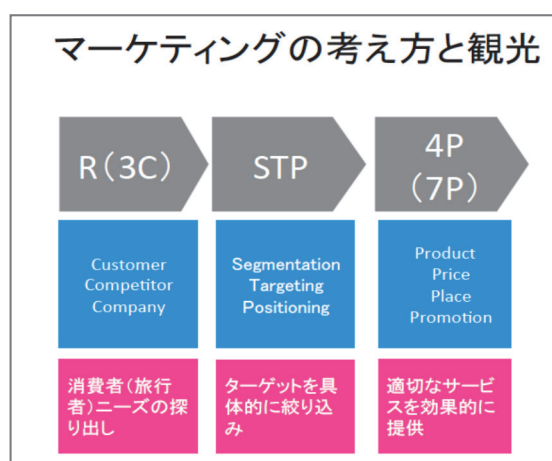 マーケティングの考え方と観光
R(3C)
STP
4P
(7P)
Customer
Competitor
Company
Segmentation
Targeting
Positioning
Product
Price
Place
Promotion
消費者(旅行
者)ニーズの探
り出し
ターゲットを具
体的に絞り込
み
適切なサービ
スを効果的に
提供